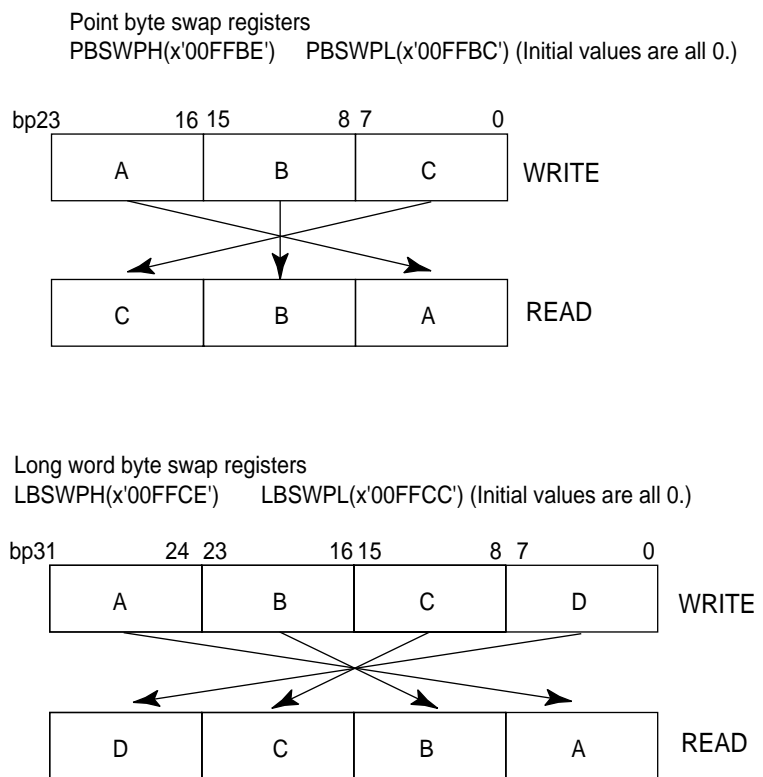 Point byte swap registers
PBSWPH(x'00FFBE') PBSWPL(x'00FFBC') (Initial values are all 0.)
bp23 16 15 8 7 0
A B C WRITE
C B A READ
Long word byte swap registers
LBSWPH(x'00FFCE') LBSWPL(x'00FFCC') (Initial values are all 0.)
bp31 24 23 16 15 8 7 0
A B C D WRITE
D C B A READ